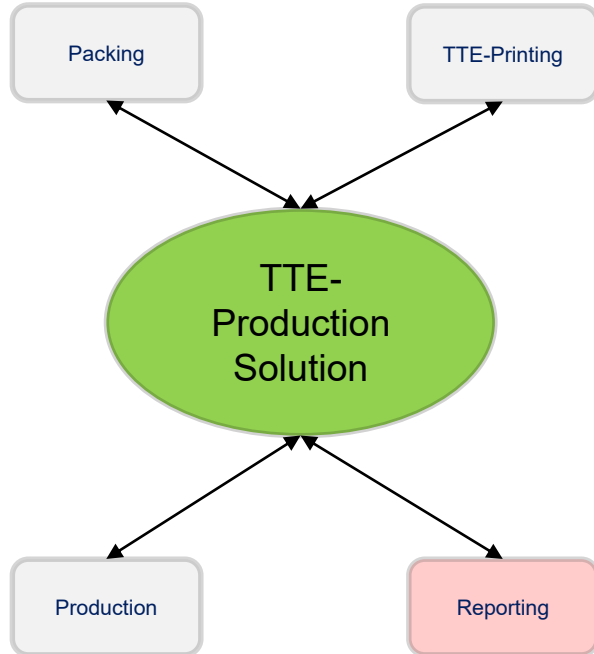 Packing
TTE-Printing
TTE-
Production
Solution
Production
Reporting